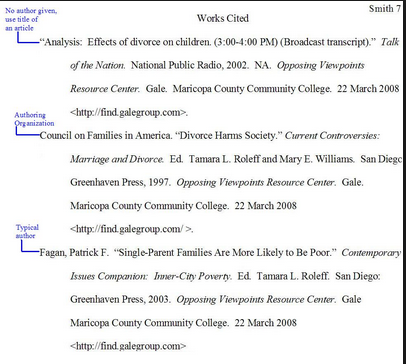 Smith 7
No author given,
use title of
an article
Works Cited
“Analysis: Effects of divorce on children. (3:00-4:00 PM) (Broadcast transcript).” Talk
of the Nation. National Public Radio, 2002. NA. Opposing Viewpoints
Resource Center. Gale. Maricopa County Community College. 22 March 2008
<http://find.galegroup.com>.
Authoring
Organization
Council on Families in America. “Divorce Harms Society.” Current Controversies:
Marriage and Divorce. Ed. Tamara L. Roleff and Mary E. Williams. San Diego
Greenhaven Press, 1997. Opposing Viewpoints Resource Center. Gale.
Maricopa County Community College. 22 March 2008
<http://find.galegroup.com/ >.
Typical
author
Fagan, Patrick F. “Single-Parent Families Are More Likely to Be Poor.” Contemporary
Issues Companion: Inner-City Poverty. Ed. Tamara L. Roleff. San Diego:
Greenhaven Press, 2003. Opposing Viewpoints Resource Center. Gale
Maricopa County Community College. 22 March 2008
<http://find.galegroup.com>